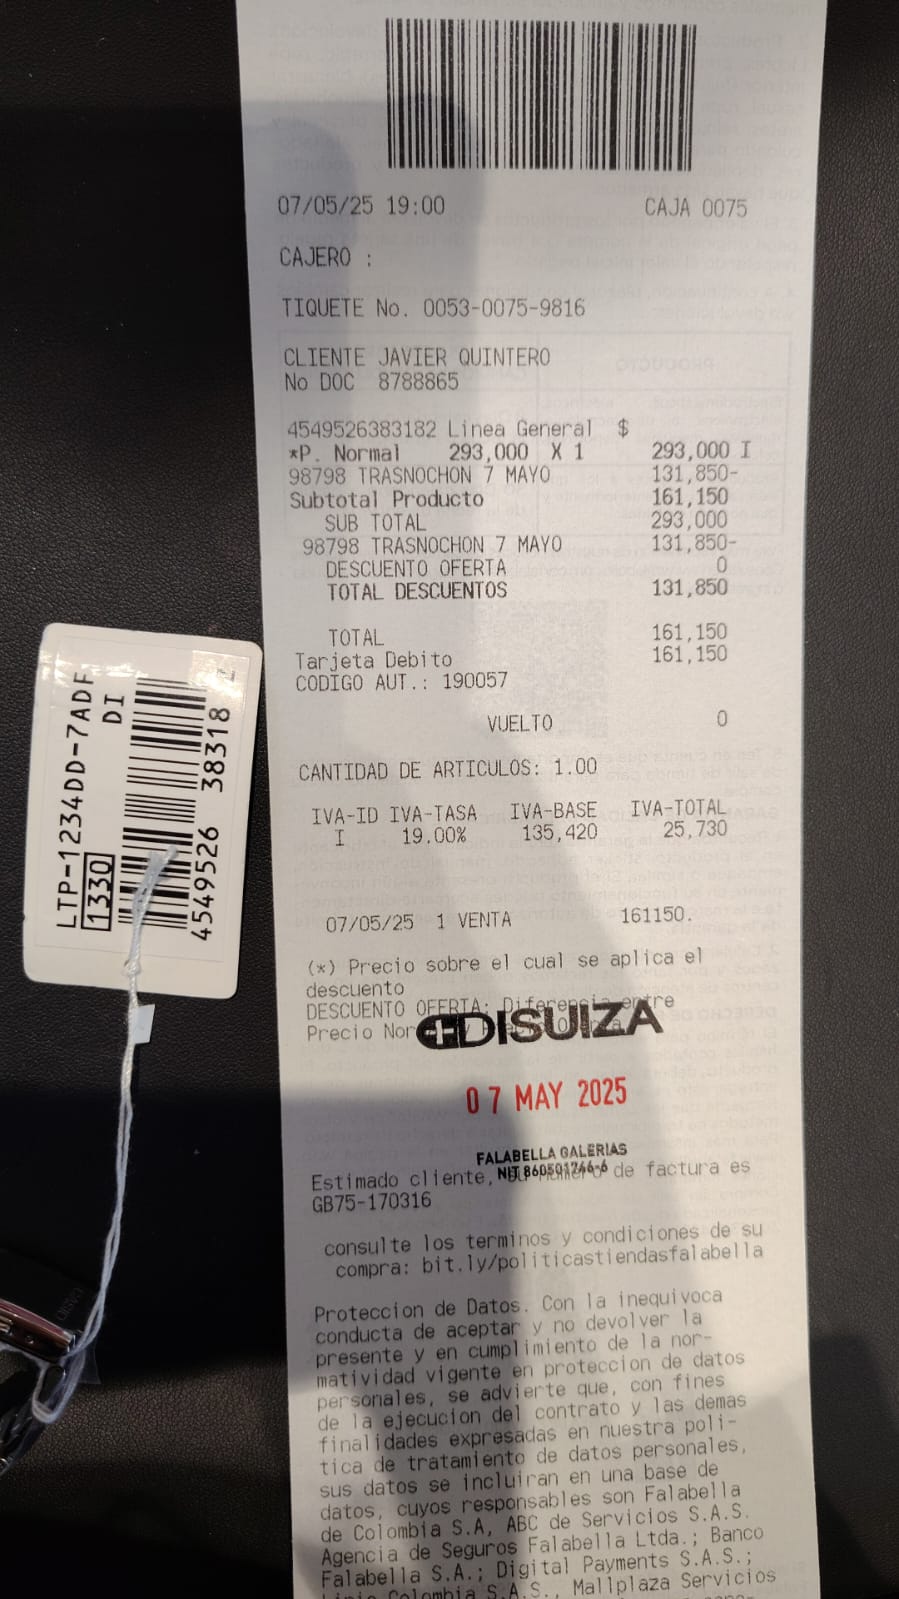 07/05/25 19:00 CAJA 0075
CAJERO :
TIQUETE No. 0053-0075-9816
CLIENTE JAVIER QUINTERO
No DOC 8788865
4549526383182 Linea General $
*P. Normal 293,000 X 1 293,000 I
98798 TRASNOCHON 7 MAYO 131,850-
Subtotal Producto 161,150
SUB TOTAL 293,000
98798 TRASNOCHON 7 MAYO 131,850-
DESCUENTO OFERTA 0
TOTAL DESCUENTOS 131,850
TOTAL 161,150
Tarjeta Debito 161,150
CODIGO AUT.: 190057
VUELTO 0
CANTIDAD DE ARTICULOS: 1.00
IVA-ID IVA-TASA IVA-BASE IVA-TOTAL
I 19.00% 135,420 25,730
07/05/25 1 VENTA 161150.
(*) Precio sobre el cual se aplica el
descuento
DESCUENTO OFERTA: Diferencia entre
Precio
DISUIZA
07 MAY 2025
FALABELLA GALERIAS
NIT 860501766-6
Estimado cliente, de factura es
GB75-170316
consulte los terminos y condiciones de su
compra: bit.ly/politicastiendasfalabella
Proteccion de Datos. Con la inequivoca
conducta de aceptar y no devolver la
presente y en cumplimiento de la nor-
matividad vigente en proteccion de datos
personales, se advierte que, con fines
de la ejecucion del contrato y las demas
finalidades expresadas en nuestra poli-
tica de tratamiento de datos personales,
sus datos se incluiran en una base de
datos, cuyos responsables son Falabella
de Colombia S.A, ABC de Servicios S.A.S.
Agencia de Seguros Falabella Ltda.; Banco
Falabella S.A.; Digital Payments S.A.S.;
Colombia S.A.S., Mallplaza Servicios
LTP-1234DD-7ADF
DI
1330
4549526 38318
CASIO